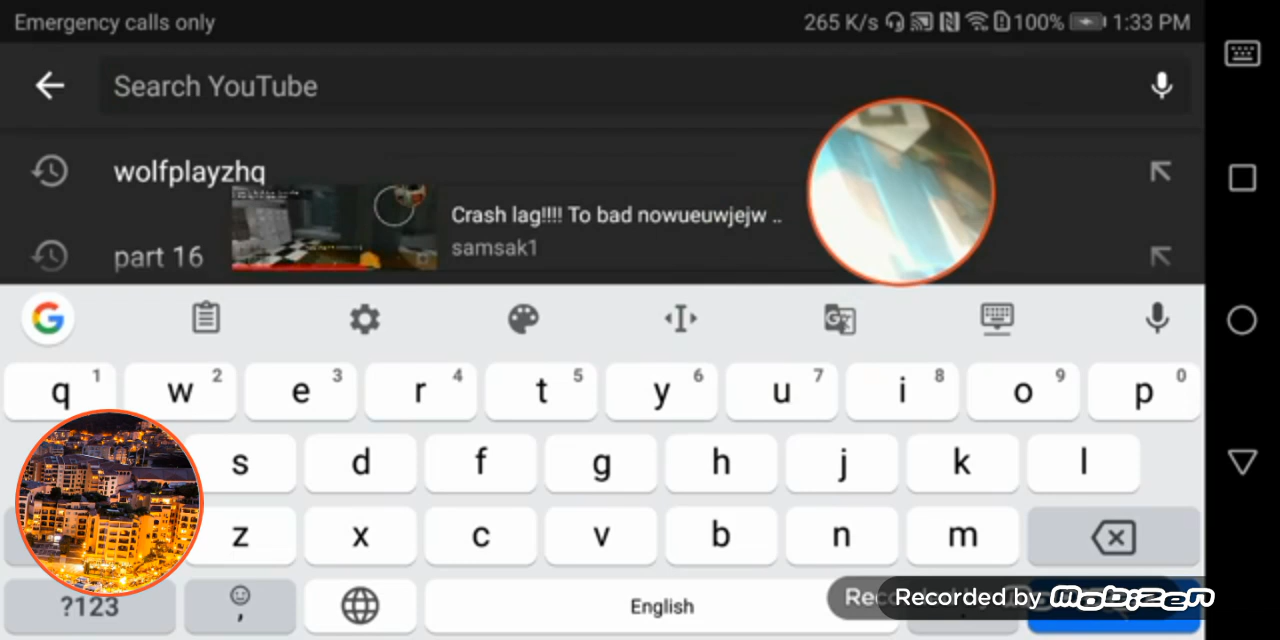 Emergency calls only
265 K/s 100% 1:33 PM
Search YouTube
wolfplayzhq
Crash lag!!!! To bad nowueuwjejw ..
samsak1
part 16
G
q 1 w 2 e 3 r 4 t 5 y 6 u 7 i 8 o 9 p 0
s d f g h j k l
z x c v b n m
?123 , English
Recorded by Mobizen